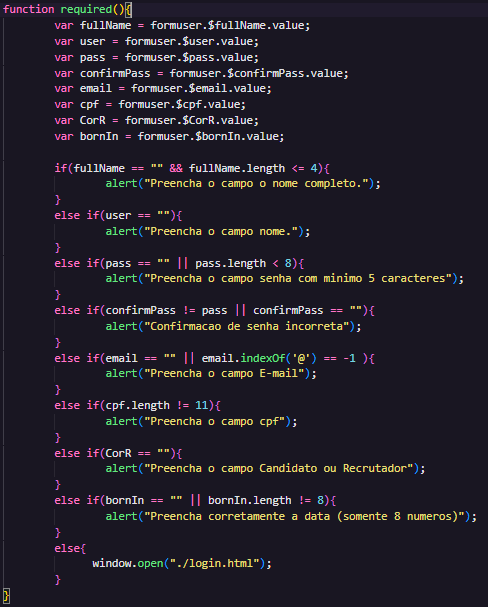 function required(){
var fullName = formuser.$fullName.value;
var user = formuser.$user.value;
var pass = formuser.$pass.value;
var confirmPass = formuser.$confirmPass.value;
var email = formuser.$email.value;
var cpf = formuser.$cpf.value;
var CorR = formuser.$CorR.value;
var bornIn = formuser.$bornIn.value;
if(fullName == "" && fullName.length <= 4){
alert("Preencha o campo o nome completo.");
}
else if(user == ""){
alert("Preencha o campo nome.");
}
else if(pass == "" || pass.length < 8){
alert("Preencha o campo senha com minimo 5 caracteres");
}
else if(confirmPass != pass || confirmPass == ""){
alert("Confirmacao de senha incorreta");
}
else if(email == "" || email.indexOf('@') == -1 ){
alert("Preencha o campo E-mail");
}
else if(cpf.length != 11){
alert("Preencha o campo cpf");
}
else if(CorR == ""){
alert("Preencha o campo Candidato ou Recrutador");
}
else if(bornIn == "" || bornIn.length != 8){
alert("Preencha corretamente a data (somente 8 numeros)");
}
else{
window.open("./login.html");
}
}